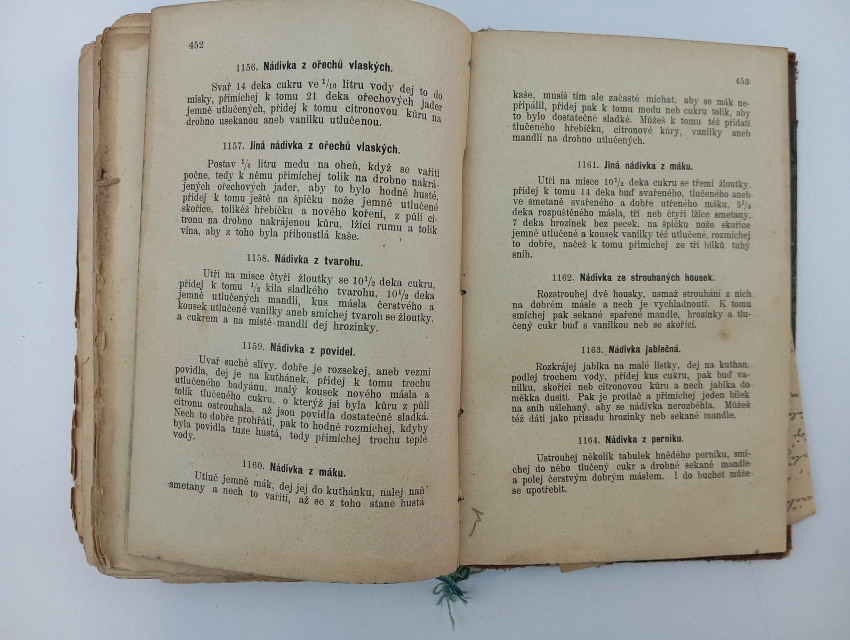 452
1156. Nádivka z ořechů vlaských.
Svař 14 deka cukru ve 1/10 litru vody dej to do
misky, přimíchej k tomu 21 deka ořechových jader
jemně utlučených, přidej k tomu citronovou kůru na
drobno usekanou aneb vanilku utlučenou.
1157. Jiná nádivka z ořechů vlaských.
Postav litru medu na oheň, když se vařiti
počne, tedy k němu přimíchej tolik na drobno nakrá-
jených ořechových jader, aby to bylo hodně husté,
přidej k tomu ještě na špičku nože jemně utlučené
skořice, tolikéž hřebíčku a nového koření, z půli ci-
tronu na drobno nakrájenou kůru, lžíci rumu a tolik
vína, aby z toho byla přihoustlá kaše.
1158. Nádivka z tvarohu.
Utři na misce čtyři žloutky se 10 1/2 deka cukru,
přidej k tomu 1/2 kila sladkého tvarohu, 10 1/2 deka
jemně utlučených mandlí, kus másla čerstvého a
kousek utlučené vanilky aneb smíchej tvaroh se žloutky,
a cukrem a na místě mandlí dej hrozinky.
1159. Nádivka z povidel.
Uvař suché slívy, dobře je rozsekej, aneb vezmi
povidla, dej je na kuthánek, přidej k tomu trochu
utlučeného badyánu, malý kousek nového másla a
tolik tlučeného cukru, o kterýž jsi byla kůru z půli
citronu ostrouhala, až jsou povidla dostatečně sladká.
Nech to dobře prohřáti, pak to hodně rozmíchej, kdyby
byla povidla tuze hustá, tedy přimíchej trochu teplé
vody.
1160. Nádivka z máku.
Utluč jemně mák, dej jej do kuthánku, nalej naň
smetany a nech to vařiti, až se z toho stane hustá
453
kaše, musíš tím ale začasté míchat, aby se mák ne-
připálil, přidej pak k tomu medu neb cukru tolik, aby
to bylo dostatečně sladké. Můžeš k tomu též přidati
tlučeného hřebíčku, citronové kůry, vanilky aneb
mandlí na drobno utlučených.
1161. Jiná nádivka z máku.
Utři na misce 10 1/2 deka cukru se třemi žloutky,
přidej k tomu 14 deka buď svařeného, tlučeného aneb
ve smetaně svařeného a dobře utřeného máku, 5 1/4
deka rozpuštěného másla, tři neb čtyři lžíce smetany,
7 deka hrozinek bez pecek, na špičku nože skořice
jemně utlučené a kousek vanilky též utlučené, rozmíchej
to dobře, načež k tomu přimíchej ze tří bílků tuhý
sníh.
1162. Nádivka ze strouhaných housek.
Rozstrouhej dvě housky, usmaž strouhání z nich
na dobrém másle a nech je vychladnouti. K tomu
smíchej pak sekané spařené mandle, hrozinky a tlu-
čený cukr buď s vanilkou neb se skořicí.
1163. Nádivka jablečná.
Rozkrájej jablka na malé lístky, dej na kuthan,
podlej trochem vody, přidej kus cukru, pak buď va-
nilku, skořici neb citronovou kůru a nech jablka do-
měkka dusiti. Pak je protlač a přimíchej jeden bílek
na sníh ušlehaný, aby se nádivka nerozběhla. Můžeš
též dáti jako přísadu hrozinky neb sekané mandle.
1164. Nádivka z perníku.
Ustrouhej několik tabulek hnědého perníku, smí-
chej do něho tlučený cukr a drobně sekané mandle
a polej čerstvým dobrým máslem. I do buchet může-
se upotřebit.